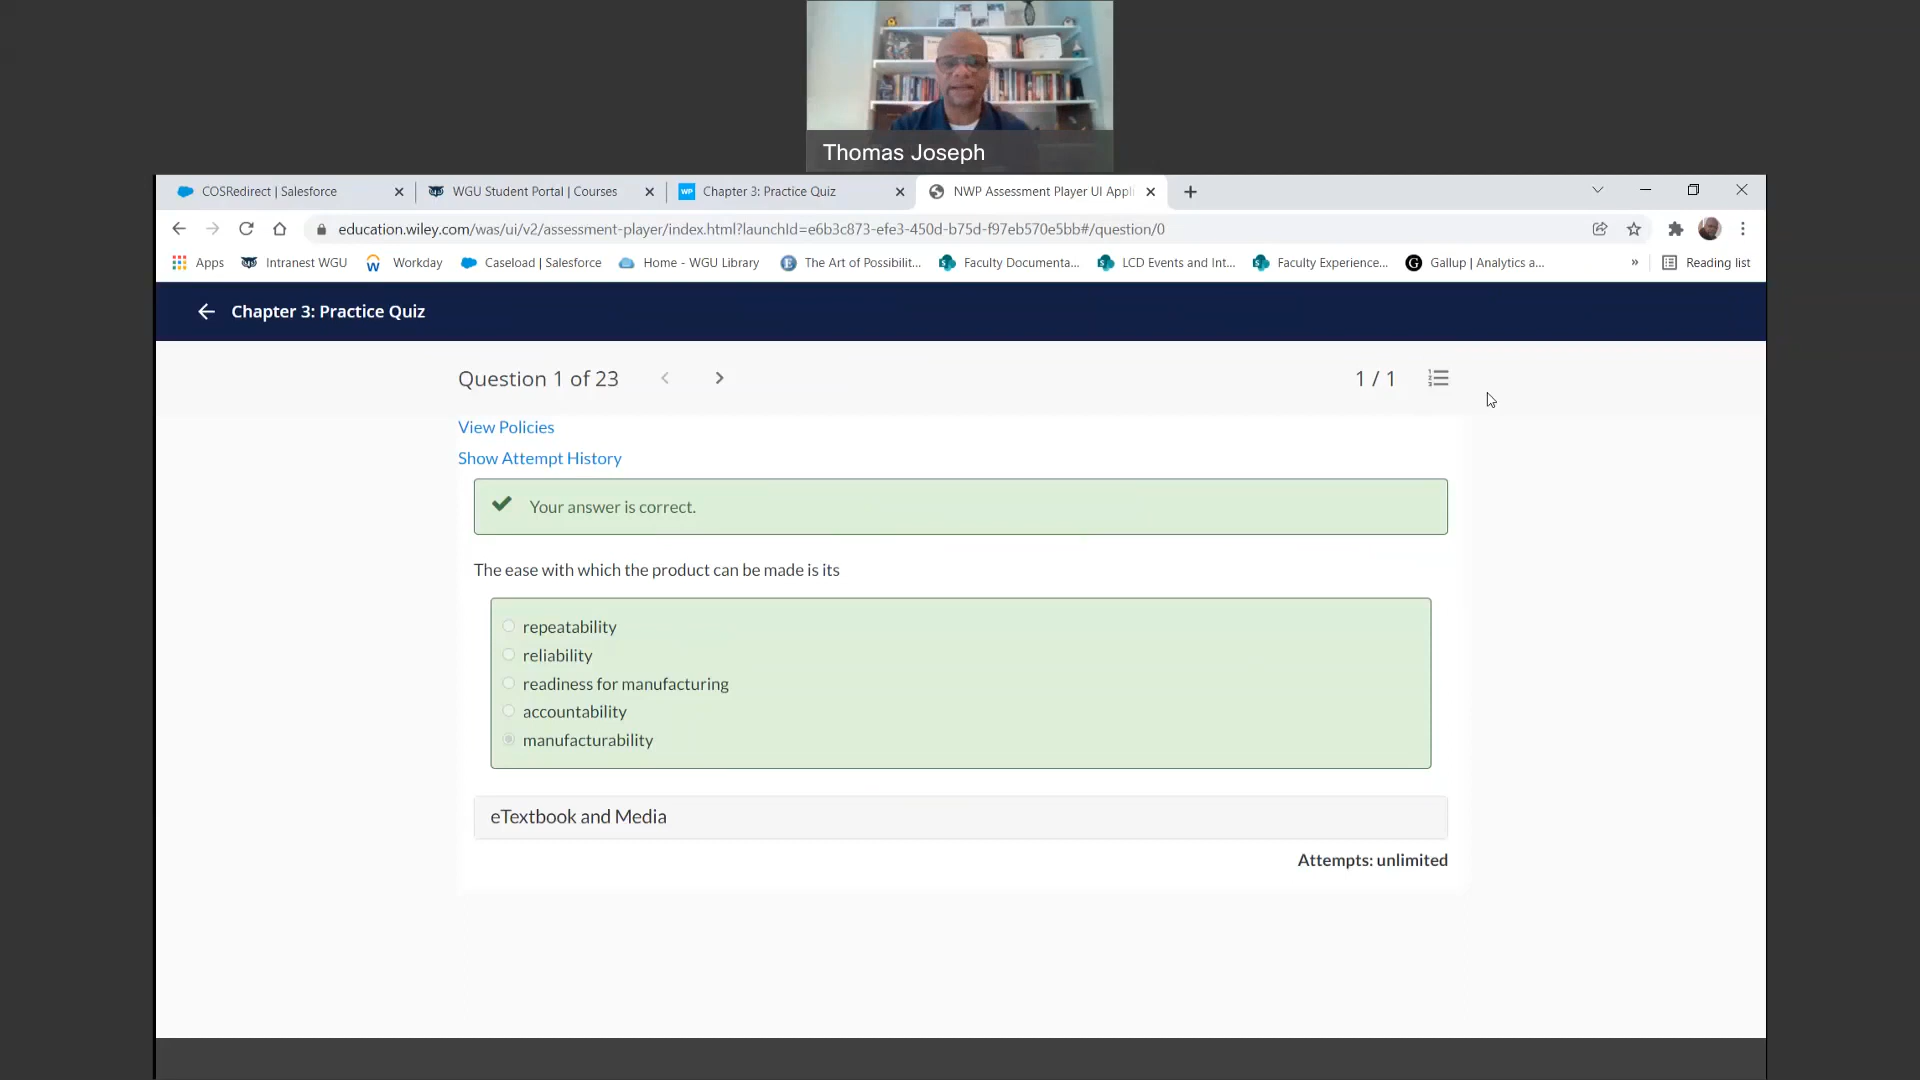 Thomas Joseph
COSRedirect | Salesforce
WGU Student Portal | Courses
WP Chapter 3: Practice Quiz
NWP Assessment Player UI Appl
education.wiley.com/was/ui/v2/assessment-player/index.html?launchId=e6b3c873-efe3-450d-b75d-f97eb570e5bb#/question/0
Apps Intranest WGU Workday Caseload | Salesforce Home - WGU Library The Art of Possibilit... Faculty Documenta... LCD Events and Int... Faculty Experience... Gallup | Analytics a... » Reading list
Chapter 3: Practice Quiz
Question 1 of 23
1 / 1
View Policies
Show Attempt History
Your answer is correct.
The ease with which the product can be made is its
repeatability
reliability
readiness for manufacturing
accountability
manufacturability
eTextbook and Media
Attempts: unlimited